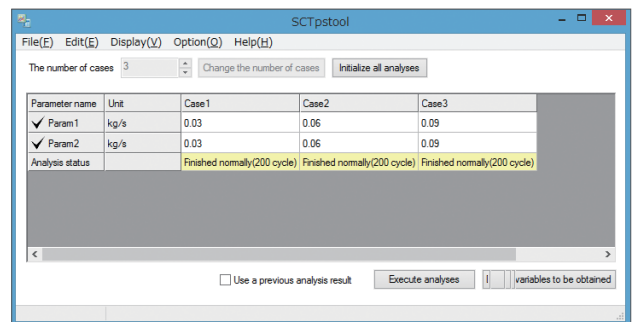 SCTpstool
File(F) Edit(E) Display(V) Option(O) Help(H)
The number of cases 3 Change the number of cases Initialize all analyses
Parameter name Unit Case1 Case2 Case3
Param1 kg/s 0.03 0.06 0.09
Param2 kg/s 0.03 0.06 0.09
Analysis status Finished normally(200 cycle) Finished normally(200 cycle) Finished normally(200 cycle)
Use a previous analysis result Execute analyses variables to be obtained